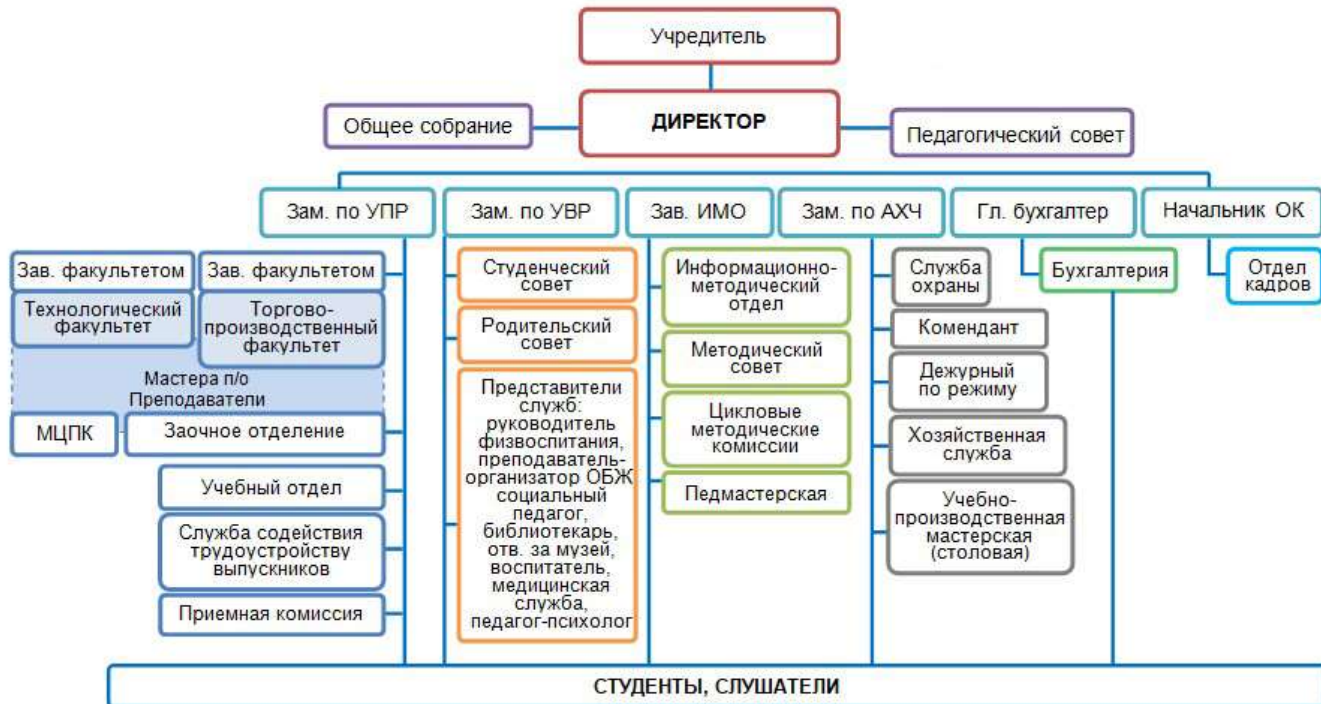 Учредитель
Общее собрание
ДИРЕКТОР
Педагогический совет
Зам. по УПР
Зам. по УВР
Зав. ИМО
Зам. по АХЧ
Гл. бухгалтер
Начальник ОК
Зав. факультетом
Зав. факультетом
Технологический
факультет
Торгово-
производственный
факультет
Мастера п/о
Преподаватели
МЦПК
Заочное отделение
Учебный отдел
Служба содействия
трудоустройству
выпускников
Приемная комиссия
Студенческий
совет
Родительский
совет
Представители
служб:
руководитель
физвоспитания,
преподаватель-
организатор ОБЖ
социальный
педагог,
библиотекарь,
отв. за музей,
воспитатель,
медицинская
служба,
педагог-психолог
Информационно-
методический
отдел
Методический
совет
Цикловые
методические
комиссии
Педмастерская
Служба
охраны
Комендант
Дежурный
по режиму
Хозяйственная
служба
Учебно-
производственная
мастерская
(столовая)
Бухгалтерия
Отдел
кадров
СТУДЕНТЫ, СЛУШАТЕЛИ